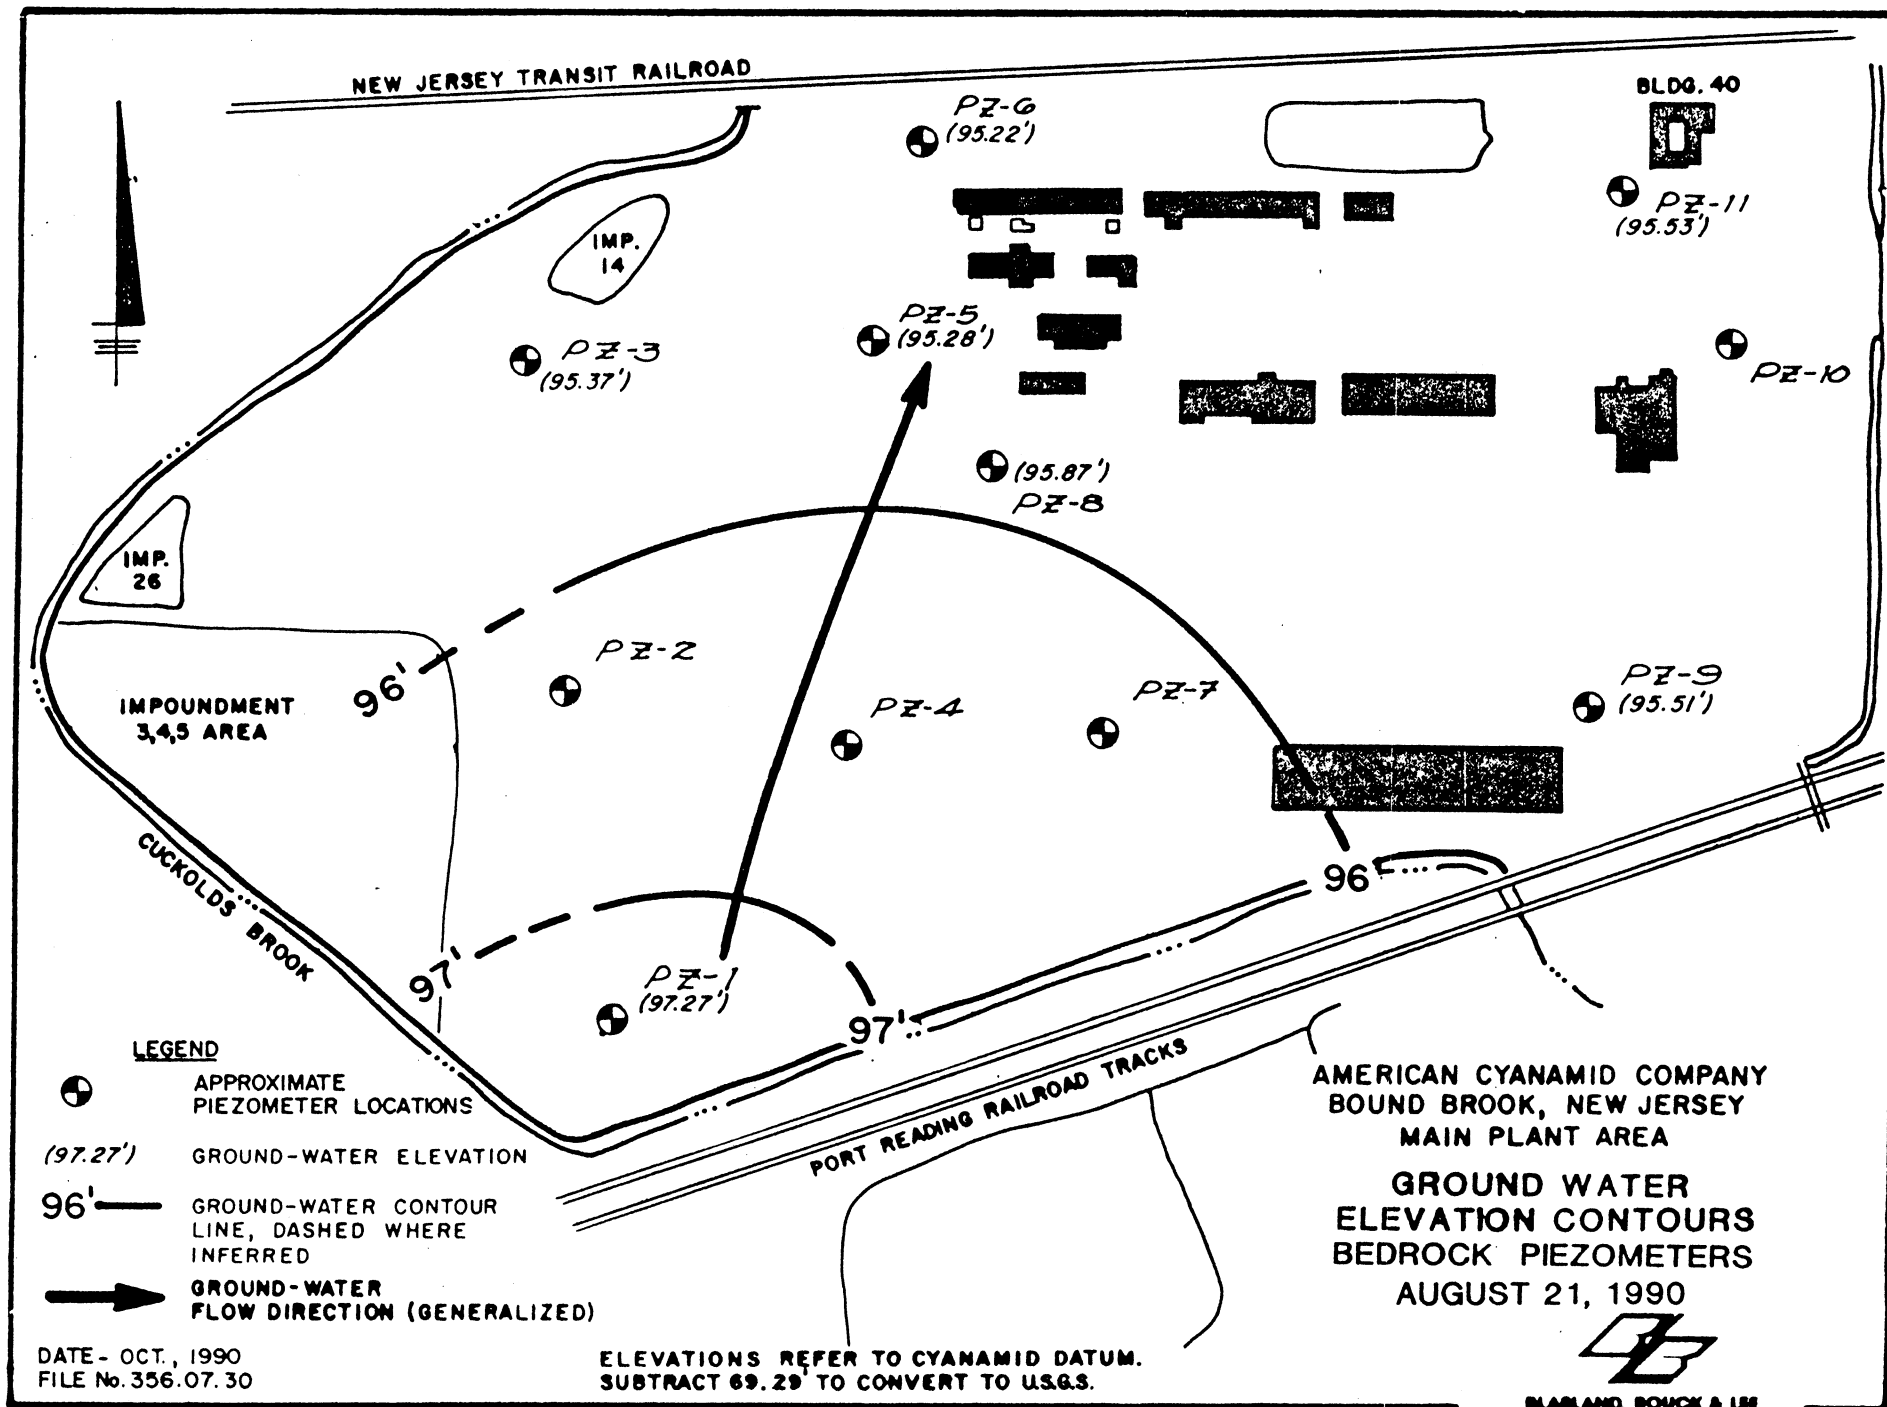 NEW JERSEY TRANSIT RAILROAD
BLDG. 40
PZ-6
(95.22')
PZ-11
(95.53')
IMP.
14
PZ-5
(95.28')
PZ-3
(95.37')
PZ-10
(95.87')
PZ-8
IMP.
26
PZ-2
96'
PZ-9
(95.51')
PZ-7
PZ-4
IMPOUNDMENT
3,4,5 AREA
CUCKOLDS BROOK
96
97'
PZ-1
(97.27')
97'
PORT READING RAILROAD TRACKS
LEGEND
APPROXIMATE
PIEZOMETER LOCATIONS
(97.27') GROUND-WATER ELEVATION
96' GROUND-WATER CONTOUR
LINE, DASHED WHERE
INFERRED
GROUND-WATER
FLOW DIRECTION (GENERALIZED)
DATE- OCT., 1990
FILE No. 356.07.30
ELEVATIONS REFER TO CYANAMID DATUM.
SUBTRACT 69.29' TO CONVERT TO U.S.G.S.
AMERICAN CYANAMID COMPANY
BOUND BROOK, NEW JERSEY
MAIN PLANT AREA
GROUND WATER
ELEVATION CONTOURS
BEDROCK PIEZOMETERS
AUGUST 21, 1990
BLASLAND, BOUCK & LEE